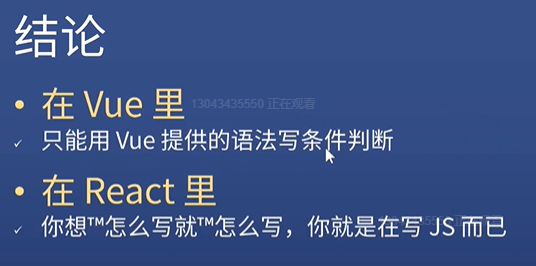 结论
在 Vue 里
13043435550 正在观看
只能用 Vue 提供的语法写条件判断
在 React 里
你想™怎么写就™怎么写，你就是在写 JS 而已